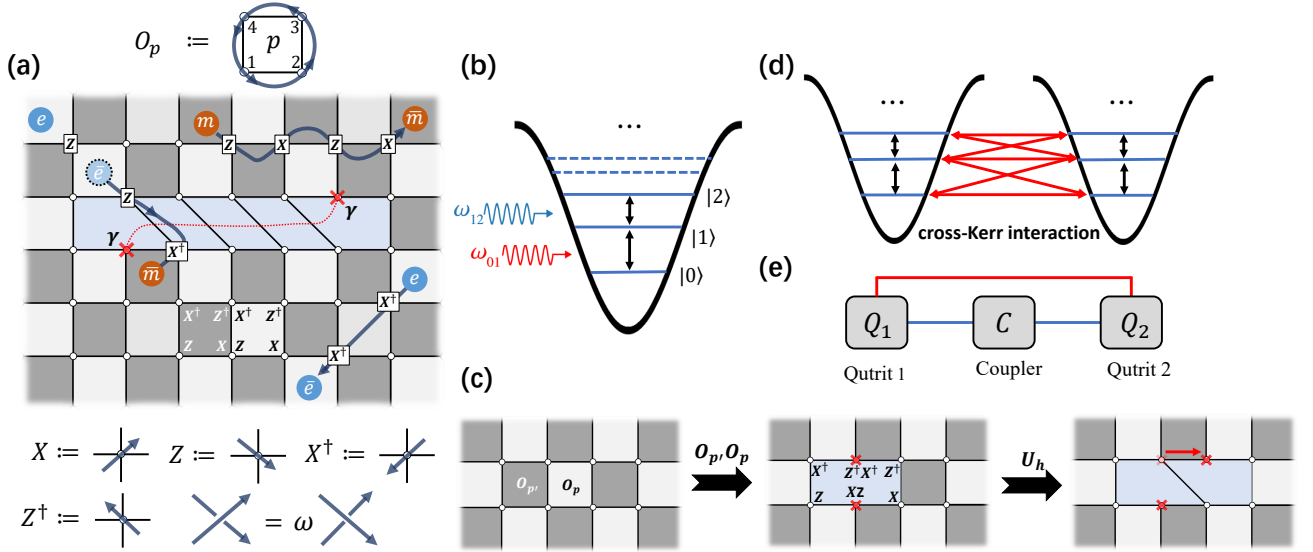 O_p :=
4 3
p
1 2
(a)
e
m
m̄
Z
Z X Z X
e
Z
γ
γ
X†
m̄
e
X†
X† Z† X† Z†
Z X Z X
X†
ē
X := Z := X† :=
Z† := = ω
(b)
...
|2⟩
ω₁₂
|1⟩
ω₀₁
|0⟩
(d)
... ...
cross-Kerr interaction
(e)
Q₁ C Q₂
Qutrit 1 Coupler Qutrit 2
(c)
O_p' O_p
O_p'O_p
X† Z†X† Z†
Z XZ X
U_h